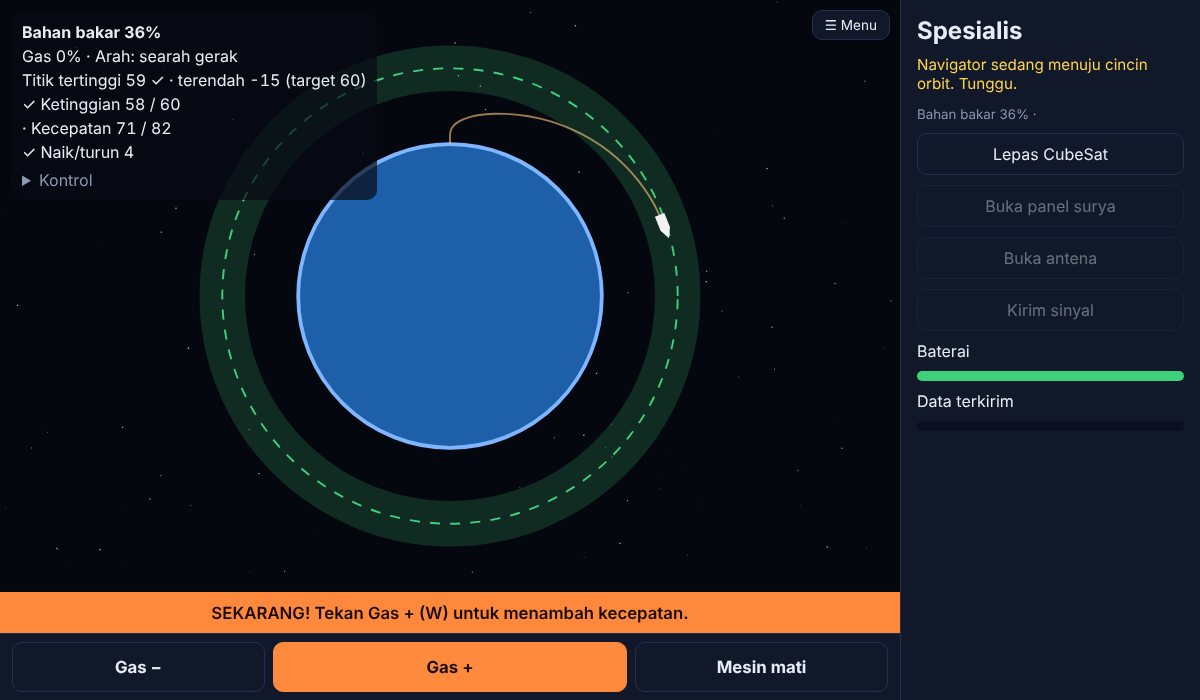 Bahan bakar 36%
Gas 0% · Arah: searah gerak
Titik tertinggi 59 ✓ · terendah -15 (target 60)
✓ Ketinggian 58 / 60
· Kecepatan 71 / 82
✓ Naik/turun 4
▶ Kontrol
☰ Menu
SEKARANG! Tekan Gas + (W) untuk menambah kecepatan.
Gas −
Gas +
Mesin mati
Spesialis
Navigator sedang menuju cincin
orbit. Tunggu.
Bahan bakar 36% ·
Lepas CubeSat
Buka panel surya
Buka antena
Kirim sinyal
Baterai
Data terkirim